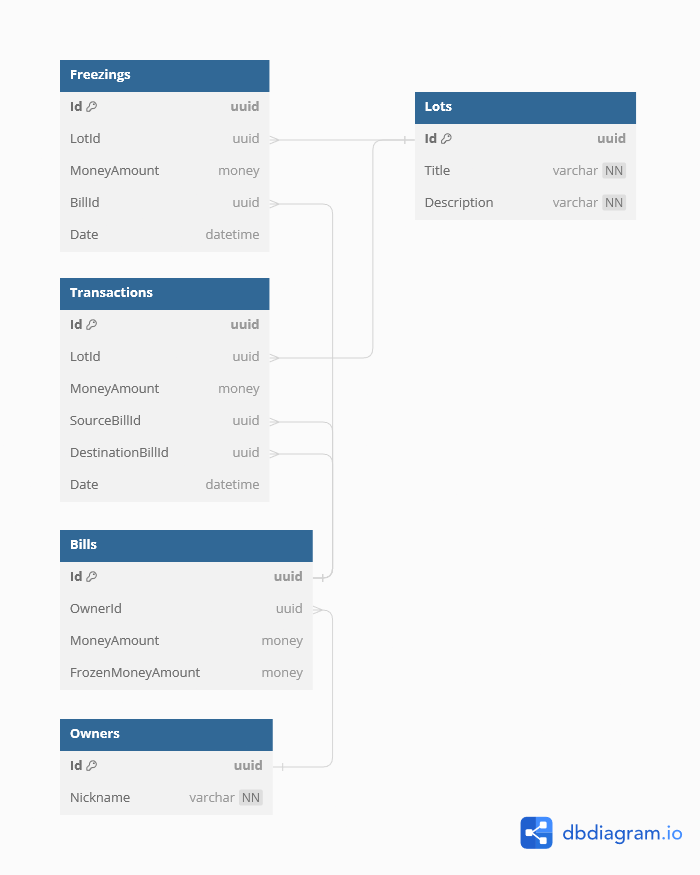 Freezings
Id uuid
LotId uuid
MoneyAmount money
BillId uuid
Date datetime
Lots
Id uuid
Title varchar NN
Description varchar NN
Transactions
Id uuid
LotId uuid
MoneyAmount money
SourceBillId uuid
DestinationBillId uuid
Date datetime
Bills
Id uuid
OwnerId uuid
MoneyAmount money
FrozenMoneyAmount money
Owners
Id uuid
Nickname varchar NN
dbdiagram.io